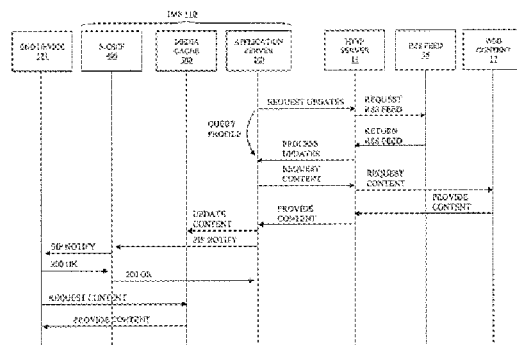 IMS 110
S-CSCF
MEDIA
CACHE
APPLICATION
SERVER
SERVER
RSS FEED
WEB
CONTENT
REQUEST UPDATES
REQUEST
RSS FEED
QUERY
PROFILE
RETURN
RSS FEED
PROCESS
UPDATES
REQUEST
CONTENT
REQUEST
CONTENT
PROVIDE
CONTENT
PROVIDE
CONTENT
UPDATE
CONTENT
SIP NOTIFY
SIP NOTIFY
200 OK
200 OK
REQUEST CONTENT
PROVIDE CONTENT